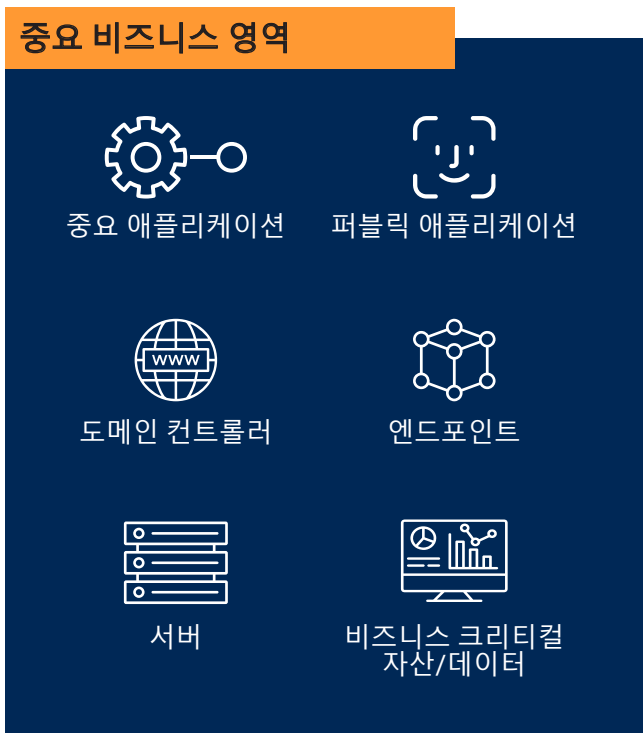 중요 비즈니스 영역
중요 애플리케이션
퍼블릭 애플리케이션
www
도메인 컨트롤러
엔드포인트
서버
비즈니스 크리티컬
자산/데이터